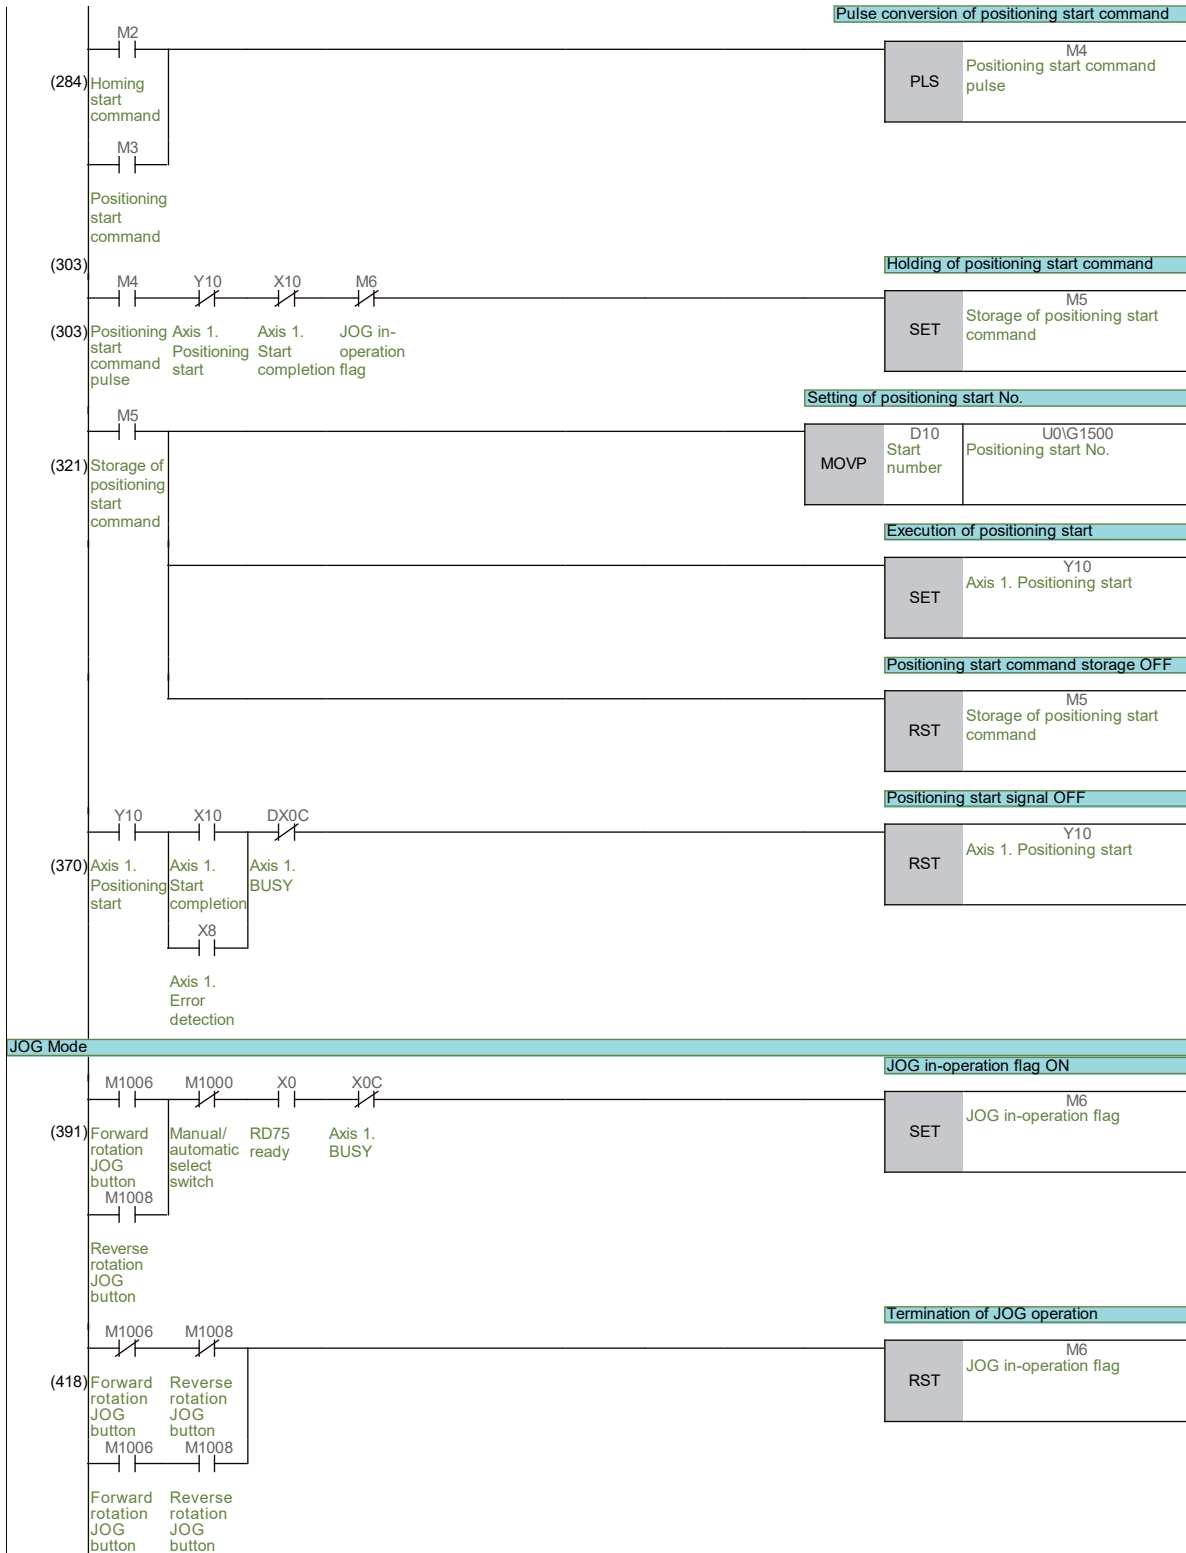 Pulse conversion of positioning start command
M2
M4
(284)
Homing
start
command
PLS
Positioning start command
pulse
M3
Positioning
start
command
(303)
Holding of positioning start command
M4 Y10 X10 M6
M5
(303)
Positioning
start
command
pulse
Axis 1.
Positioning
start
Axis 1.
Start
completion
JOG in-
operation
flag
SET
Storage of positioning start
command
Setting of positioning start No.
M5
D10
U0\G1500
(321)
Storage of
positioning
start
command
MOVP
Start
number
Positioning start No.
Execution of positioning start
Y10
SET
Axis 1. Positioning start
Positioning start command storage OFF
M5
RST
Storage of positioning start
command
Positioning start signal OFF
Y10 X10 DX0C
Y10
(370)
Axis 1.
Positioning
start
Axis 1.
Start
completion
Axis 1.
BUSY
RST
Axis 1. Positioning start
X8
Axis 1.
Error
detection
JOG Mode
JOG in-operation flag ON
M1006 M1000 X0 X0C
M6
(391)
Forward
rotation
JOG
button
Manual/
automatic
select
switch
RD75
ready
Axis 1.
BUSY
SET
JOG in-operation flag
M1008
Reverse
rotation
JOG
button
Termination of JOG operation
M1006 M1008
M6
(418)
Forward
rotation
JOG
button
Reverse
rotation
JOG
button
RST
JOG in-operation flag
M1006 M1008
Forward
rotation
JOG
button
Reverse
rotation
JOG
button